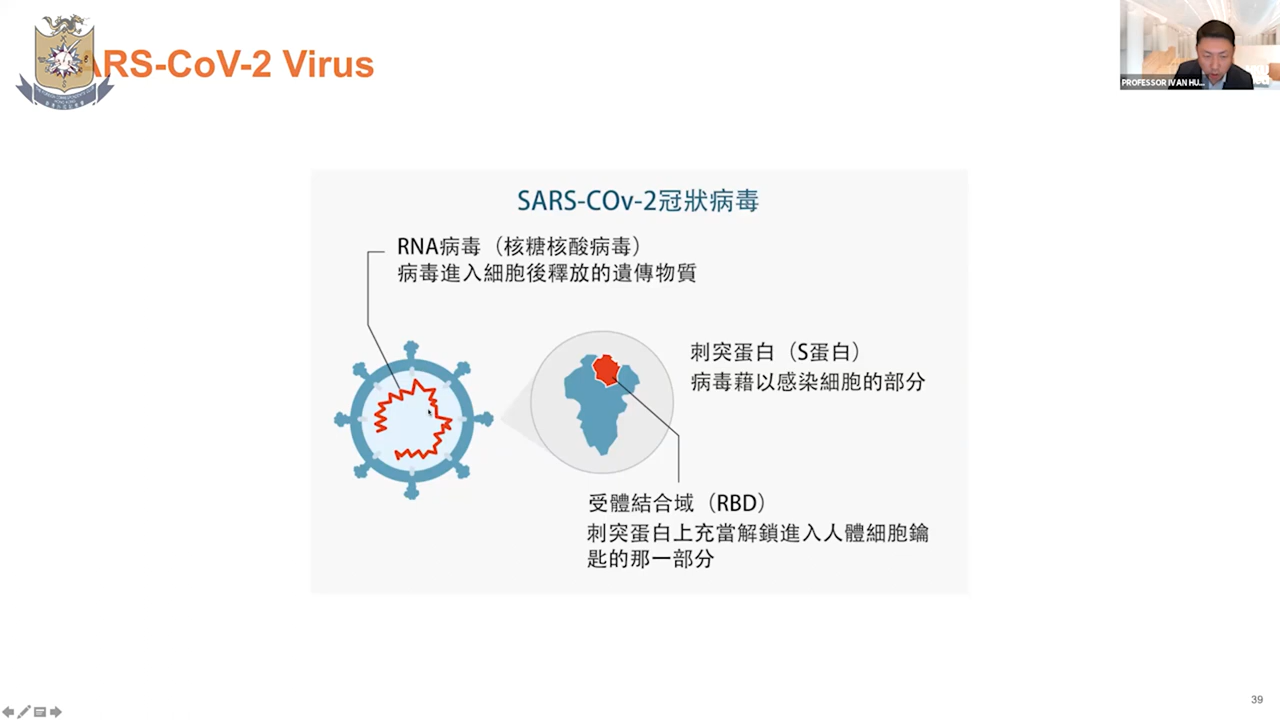 ARS-CoV-2 Virus
PROFESSOR IVAN HU...
SARS-COv-2冠狀病毒
RNA病毒（核糖核酸病毒）
病毒進入細胞後釋放的遺傳物質
刺突蛋白（S蛋白）
病毒藉以感染細胞的部分
受體結合域（RBD）
刺突蛋白上充當解鎖進入人體細胞鑰
匙的那一部分
39